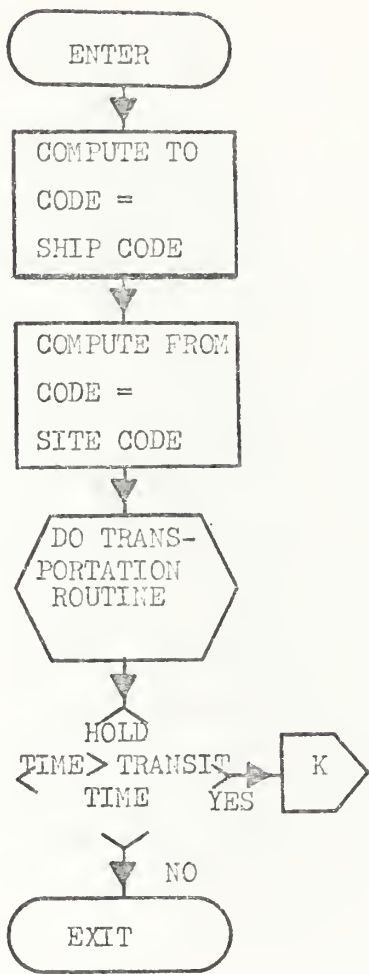 ENTER
COMPUTE TO
CODE =
SHIP CODE
COMPUTE FROM
CODE =
SITE CODE
DO TRANS-
PORTATION
ROUTINE
HOLD
TIME > TRANSIT
TIME
YES
K
NO
EXIT